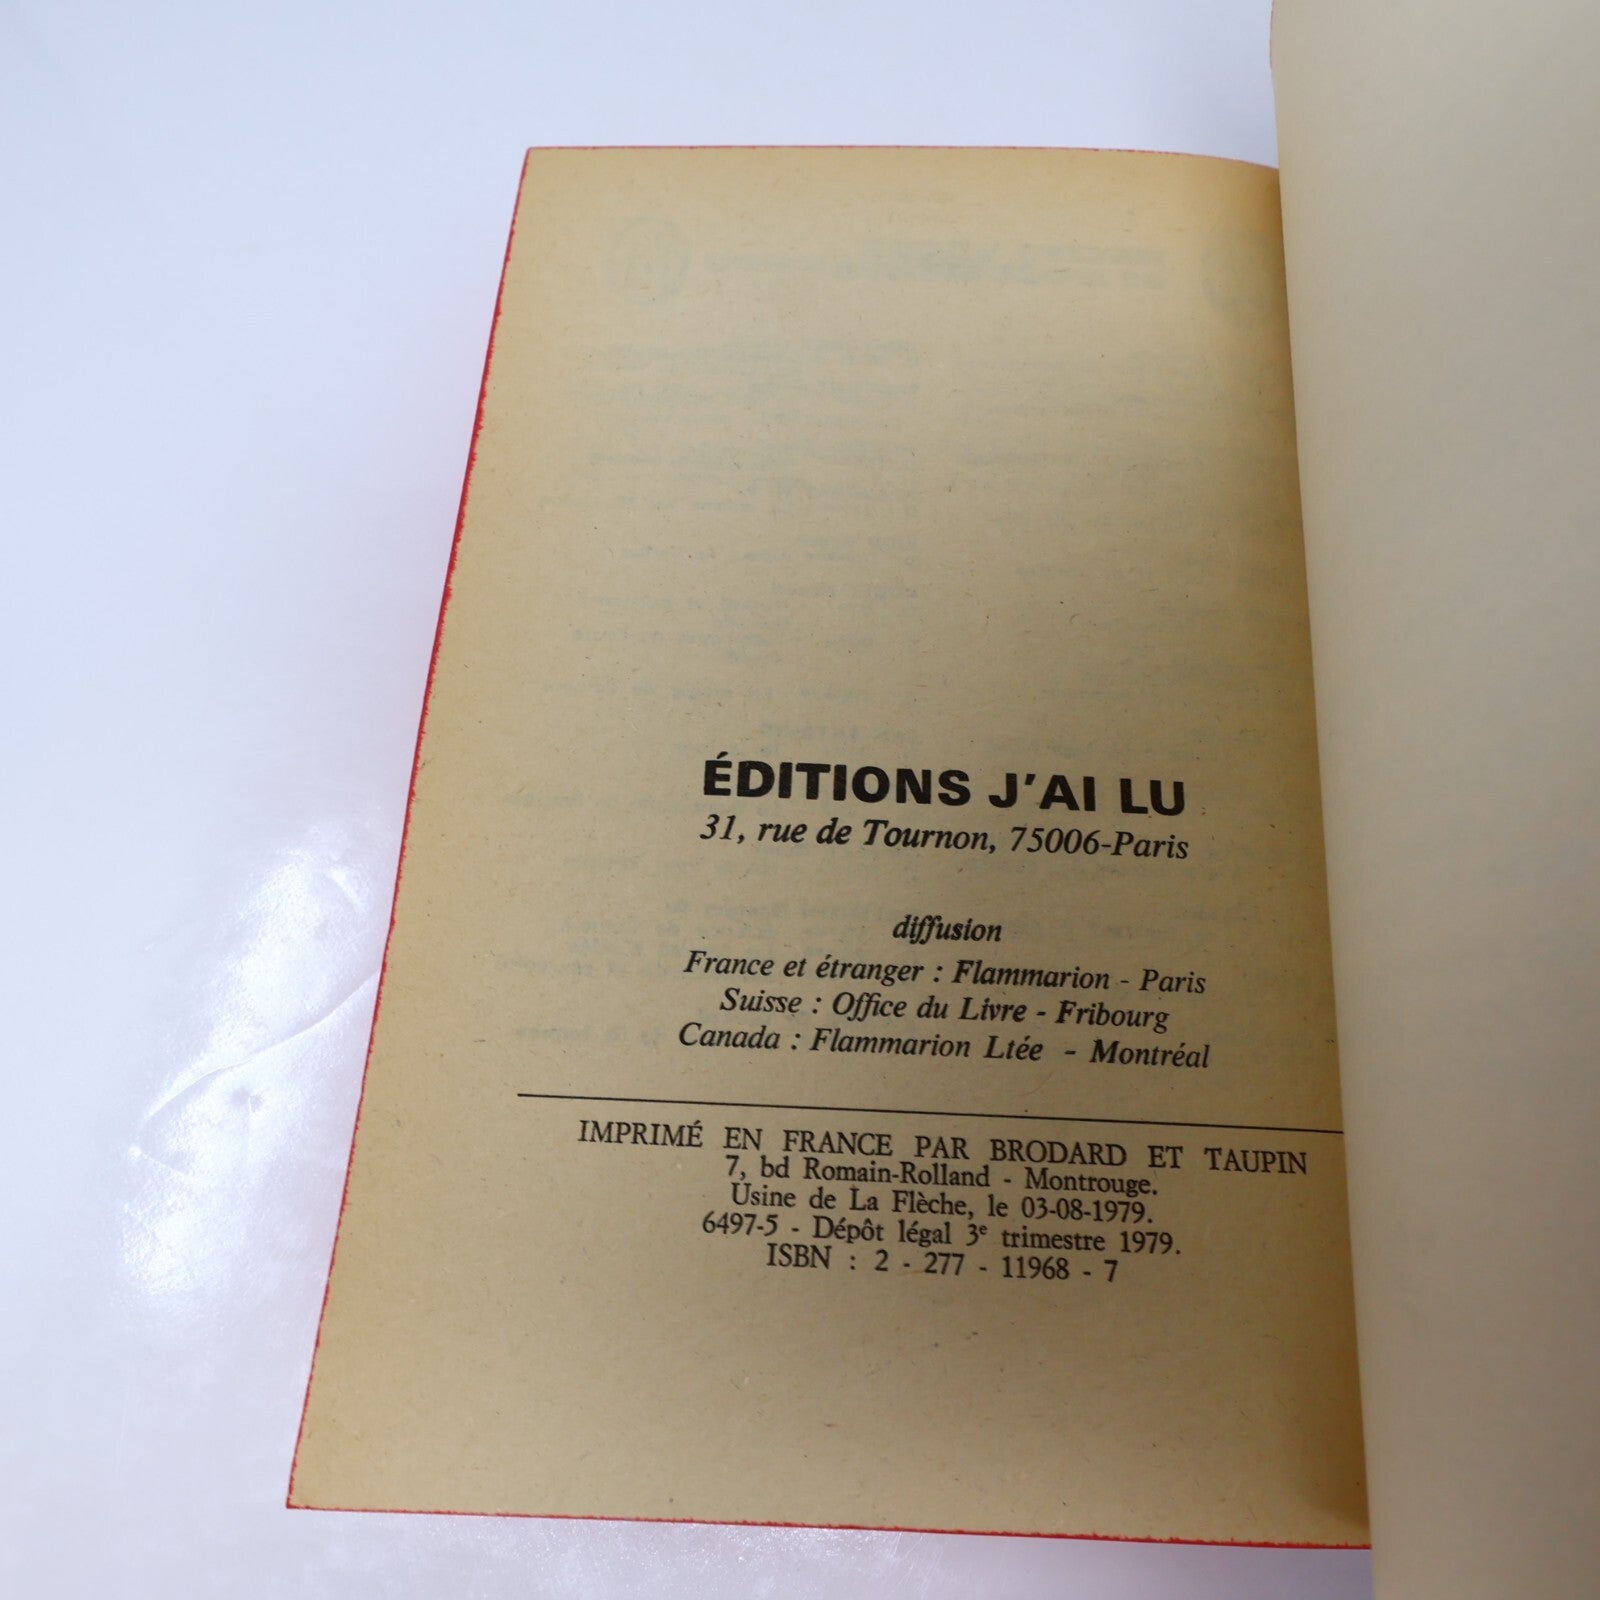 ÉDITIONS J'AI LU
31, rue de Tournon, 75006-Paris
diffusion
France et étranger : Flammarion - Paris
Suisse : Office du Livre - Fribourg
Canada : Flammarion Ltée - Montréal
IMPRIMÉ EN FRANCE PAR BRODARD ET TAUPIN
7, bd Romain-Rolland - Montrouge.
Usine de La Flèche, le 03-08-1979.
6497-5 - Dépôt légal 3e trimestre 1979.
ISBN : 2 - 277 - 11968 - 7